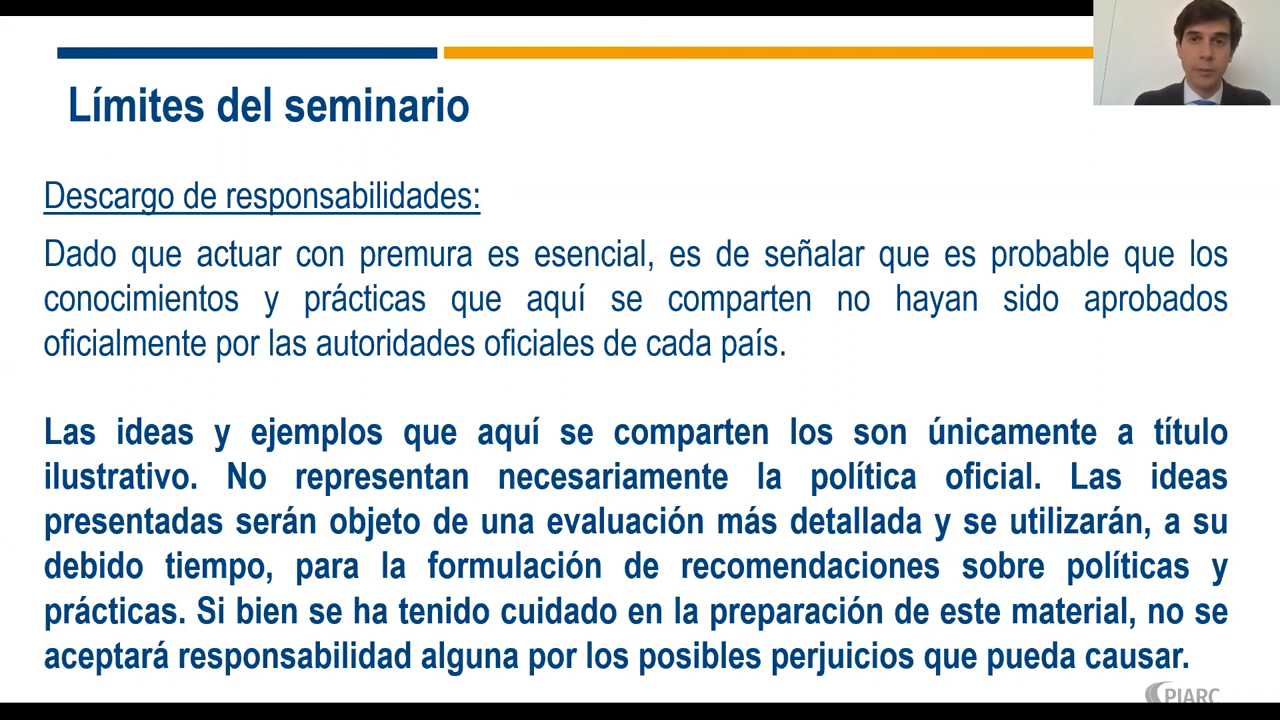 Límites del seminario
Descargo de responsabilidades:
Dado que actuar con premura es esencial, es de señalar que es probable que los
conocimientos y prácticas que aquí se comparten no hayan sido aprobados
oficialmente por las autoridades oficiales de cada país.
Las ideas y ejemplos que aquí se comparten los son únicamente a título
ilustrativo. No representan necesariamente la política oficial. Las ideas
presentadas serán objeto de una evaluación más detallada y se utilizarán, a su
debido tiempo, para la formulación de recomendaciones sobre políticas y
prácticas. Si bien se ha tenido cuidado en la preparación de este material, no se
aceptará responsabilidad alguna por los posibles perjuicios que pueda causar.
PIARC